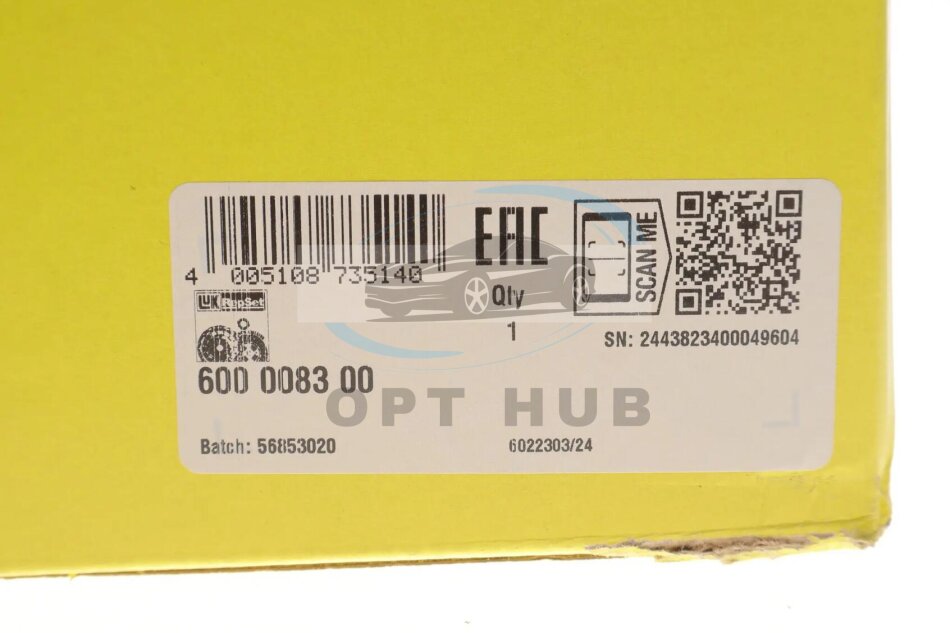 4 005108 735140
EAC
SCAN ME
LUK RepSet
Qty
1
SN: 2443823400049604
600 0083 00
OPT HUB
Batch: 56853020
6022303/24